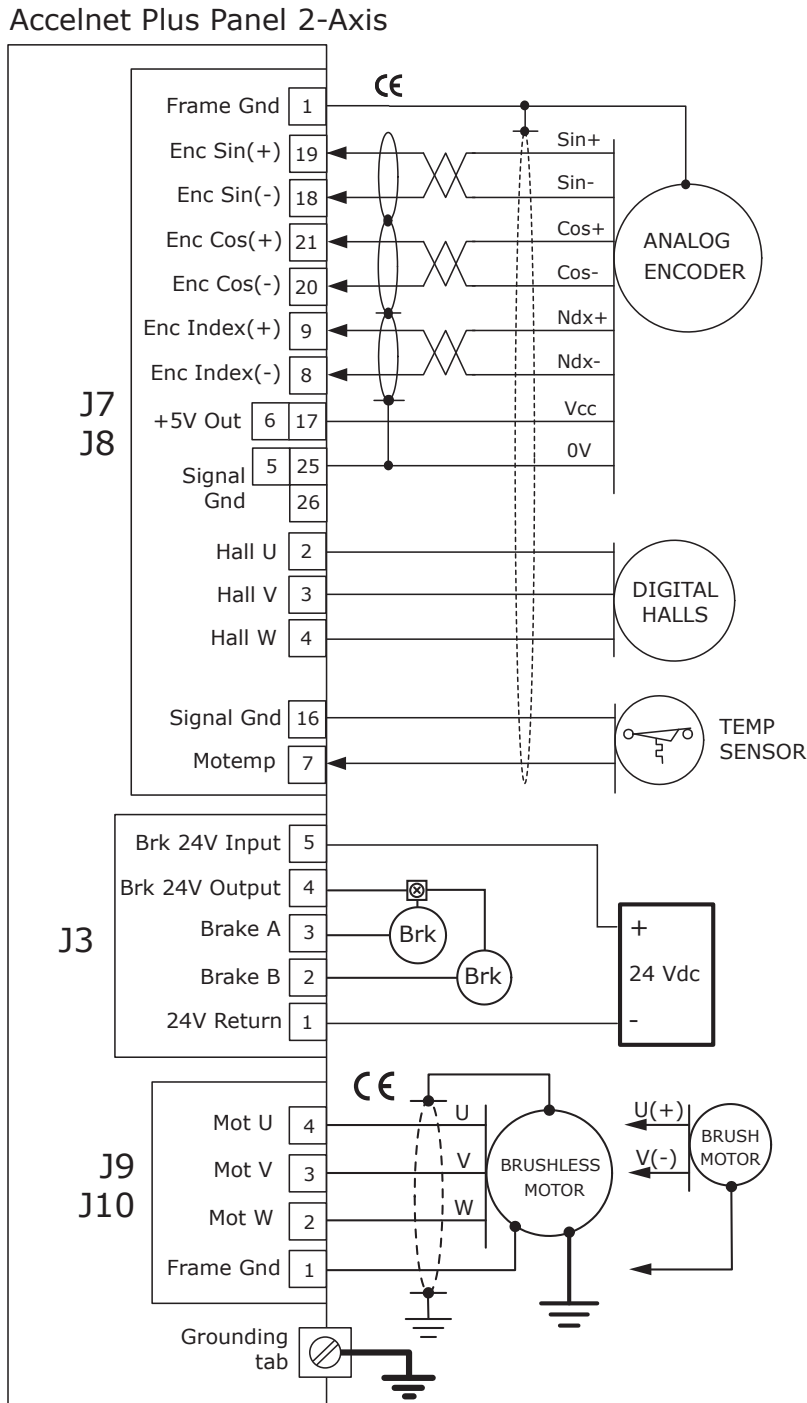 Accelnet Plus Panel 2-Axis
CE
Frame Gnd 1
Enc Sin(+) 19 Sin+
Enc Sin(-) 18 Sin-
Enc Cos(+) 21 Cos+
Enc Cos(-) 20 Cos-
Enc Index(+) 9 Ndx+
Enc Index(-) 8 Ndx-
ANALOG
ENCODER
J7
J8
+5V Out 6 17 Vcc
Signal
Gnd
5 25 0V
26
Hall U 2
Hall V 3
Hall W 4
DIGITAL
HALLS
Signal Gnd 16
Motemp 7
TEMP
SENSOR
J3
Brk 24V Input 5
Brk 24V Output 4
Brake A 3 Brk
Brake B 2 Brk
24V Return 1
+
24 Vdc
-
CE
J9
J10
Mot U 4 U
Mot V 3 V
Mot W 2 W
Frame Gnd 1
BRUSHLESS
MOTOR
U(+)
V(-)
BRUSH
MOTOR
Grounding
tab